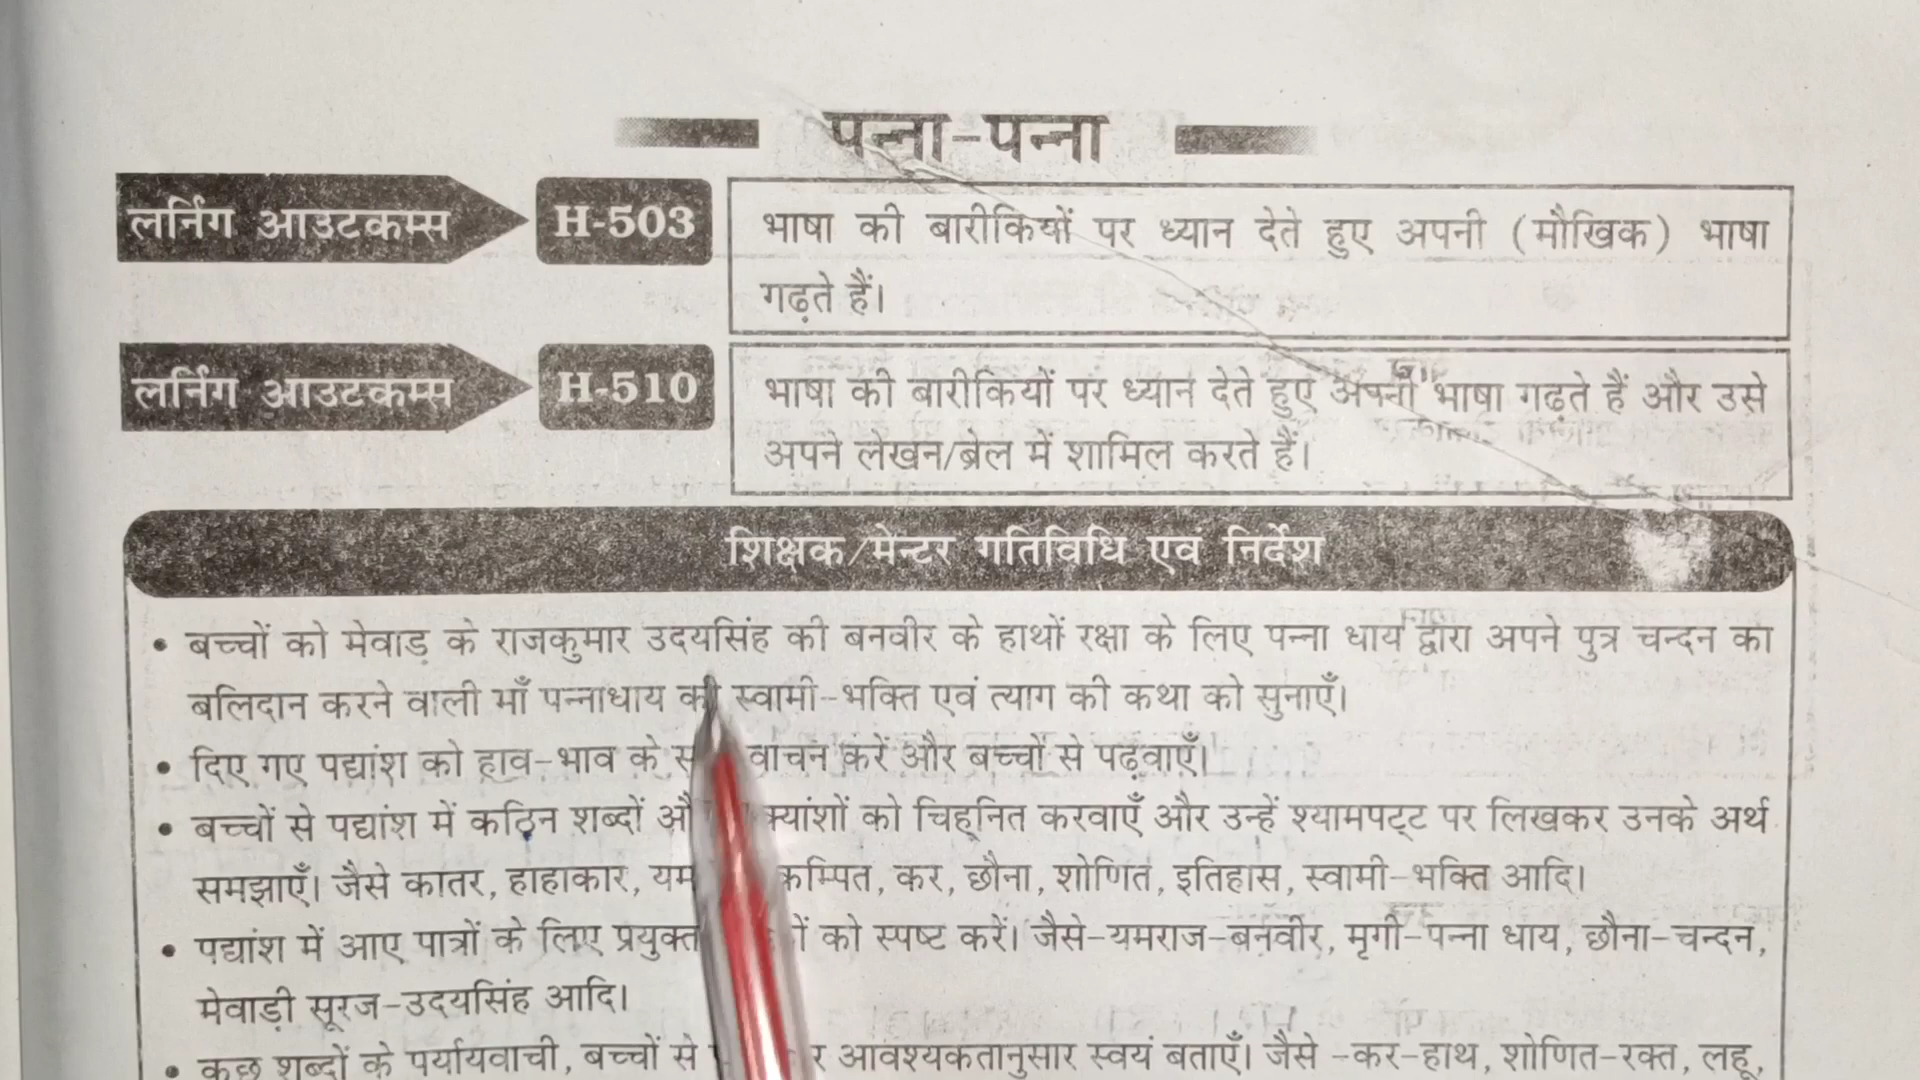 पन्ना-पन्ना
लर्निंग आउटकम्स H-503 भाषा की बारीकियों पर ध्यान देते हुए अपनी (मौखिक) भाषा
गढ़ते हैं।
लर्निंग आउटकम्स H-510 भाषा की बारीकियों पर ध्यान देते हुए अपनी भाषा गढ़ते हैं और उसे
अपने लेखन/ब्रेल में शामिल करते हैं।
शिक्षक/मेन्टर गतिविधि एवं निर्देश
• बच्चों को मेवाड़ के राजकुमार उदयसिंह की बनवीर के हाथों रक्षा के लिए पन्ना धाय द्वारा अपने पुत्र चन्दन का
बलिदान करने वाली माँ पन्नाधाय की स्वामी-भक्ति एवं त्याग की कथा को सुनाएँ।
• दिए गए पद्यांश को हाव-भाव के वाचन करें और बच्चों से पढ़वाएँ।
• बच्चों से पद्यांश में कठिन शब्दों को चिह्नित करवाएँ और उन्हें श्यामपट्ट पर लिखकर उनके अर्थ
समझाएँ। जैसे कातर, हाहाकार, कम्पित, कर, छौना, शोणित, इतिहास, स्वामी-भक्ति आदि।
• पद्यांश में आए पात्रों के लिए प्रयुक्त को स्पष्ट करें। जैसे-यमराज-बनवीर, मृगी-पन्ना धाय, छौना-चन्दन,
मेवाड़ी सूरज-उदयसिंह आदि।
• कुछ शब्दों के पर्यायवाची, बच्चों से आवश्यकतानुसार स्वयं बताएँ। जैसे -कर-हाथ, शोणित-रक्त, लहू,